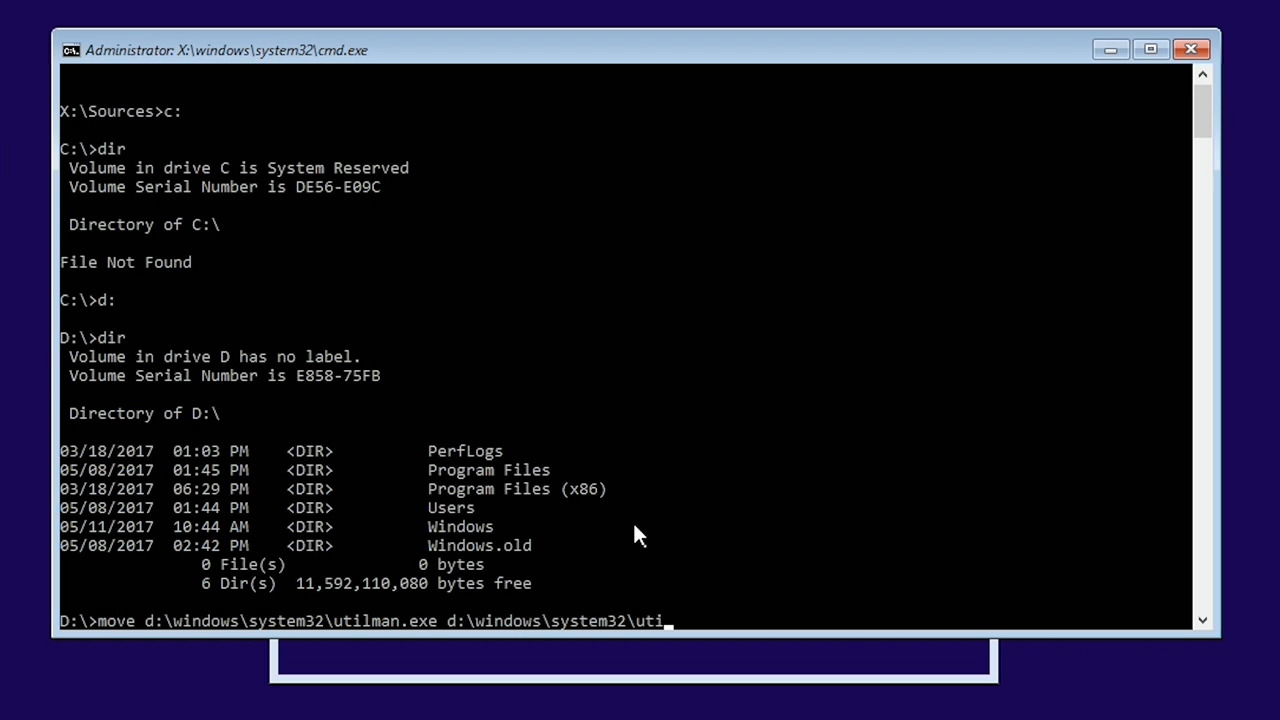 Administrator: X:\windows\system32\cmd.exe
X:\Sources>c:
C:\>dir
Volume in drive C is System Reserved
Volume Serial Number is DE56-E09C
Directory of C:\
File Not Found
C:\>d:
D:\>dir
Volume in drive D has no label.
Volume Serial Number is E858-75FB
Directory of D:\
03/18/2017 01:03 PM <DIR> PerfLogs
05/08/2017 01:45 PM <DIR> Program Files
03/18/2017 06:29 PM <DIR> Program Files (x86)
05/08/2017 01:44 PM <DIR> Users
05/11/2017 10:44 AM <DIR> Windows
05/08/2017 02:42 PM <DIR> Windows.old
0 File(s) 0 bytes
6 Dir(s) 11,592,110,080 bytes free
D:\>move d:\windows\system32\utilman.exe d:\windows\system32\uti_